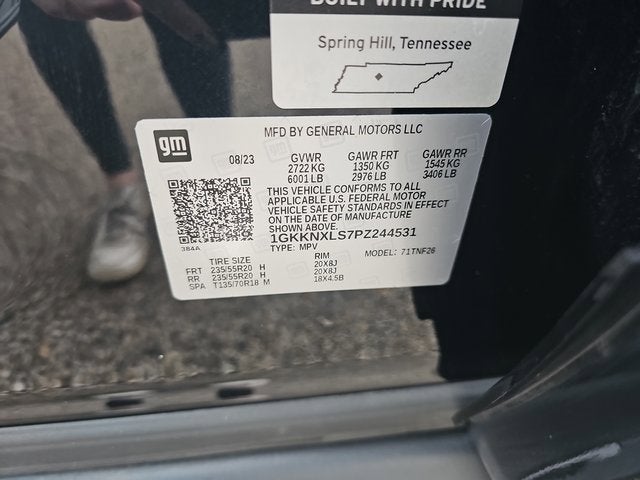 BUILT WITH PRIDE
Spring Hill, Tennessee
gm
MFD BY GENERAL MOTORS LLC
08/23 GVWR GAWR FRT GAWR RR
2722 KG 1350 KG 1545 KG
6001 LB 2976 LB 3406 LB
THIS VEHICLE CONFORMS TO ALL
APPLICABLE U.S. FEDERAL MOTOR
VEHICLE SAFETY STANDARDS IN EFFECT
ON THE DATE OF MANUFACTURE
SHOWN ABOVE.
1GKKNXLS7PZ244531
384A TYPE: MPV MODEL: 71TNF26
TIRE SIZE RIM
FRT 235/55R20 H 20X8J
RR 235/55R20 H 20X8J
SPA T135/70R18 M 18X4.5B